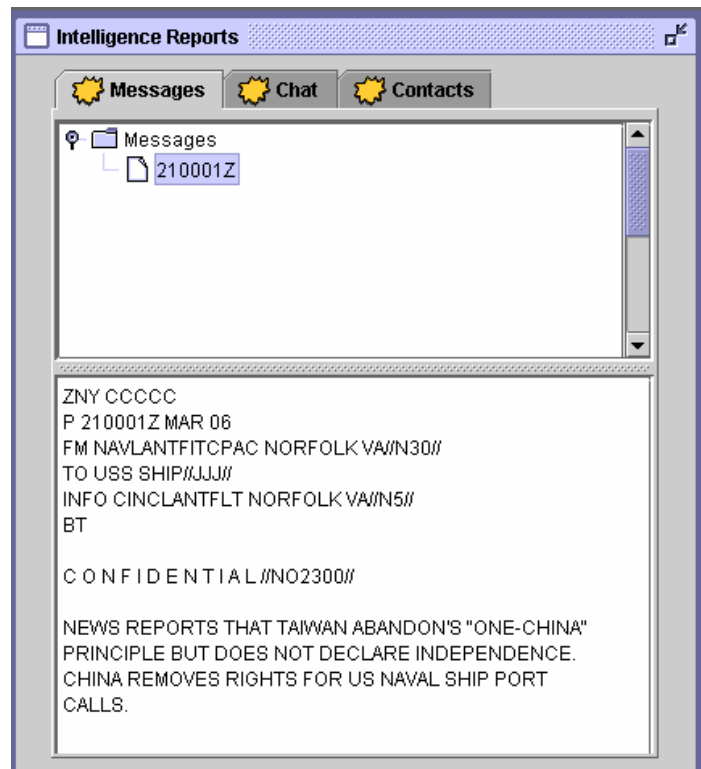 Intelligence Reports
Messages Chat Contacts
Messages
210001Z
ZNY CCCCC
P 210001Z MAR 06
FM NAVLANTFITCPAC NORFOLK VA//N30//
TO USS SHIP//JJJ//
INFO CINCLANTFLT NORFOLK VA//N5//
BT
C O N F I D E N T I A L //NO2300//
NEWS REPORTS THAT TAIWAN ABANDON'S "ONE-CHINA"
PRINCIPLE BUT DOES NOT DECLARE INDEPENDENCE.
CHINA REMOVES RIGHTS FOR US NAVAL SHIP PORT
CALLS.